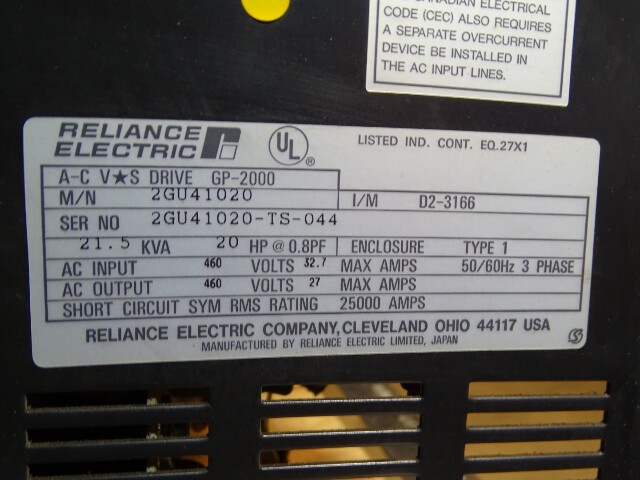 CANADIAN ELECTRICAL
CODE (CEC) ALSO REQUIRES
A SEPARATE OVERCURRENT
DEVICE BE INSTALLED IN
THE AC INPUT LINES.
RELIANCE
ELECTRIC
UL ®
LISTED IND. CONT. EQ.27X1
A-C V★S DRIVE GP-2000
M/N 2GU41020 I/M D2-3166
SER NO 2GU41020-TS-044
21.5 KVA 20 HP @ 0.8PF ENCLOSURE TYPE 1
AC INPUT 460 VOLTS 32.7 MAX AMPS 50/60Hz 3 PHASE
AC OUTPUT 460 VOLTS 27 MAX AMPS
SHORT CIRCUIT SYM RMS RATING 25000 AMPS
RELIANCE ELECTRIC COMPANY, CLEVELAND OHIO 44117 USA
MANUFACTURED BY RELIANCE ELECTRIC LIMITED, JAPAN